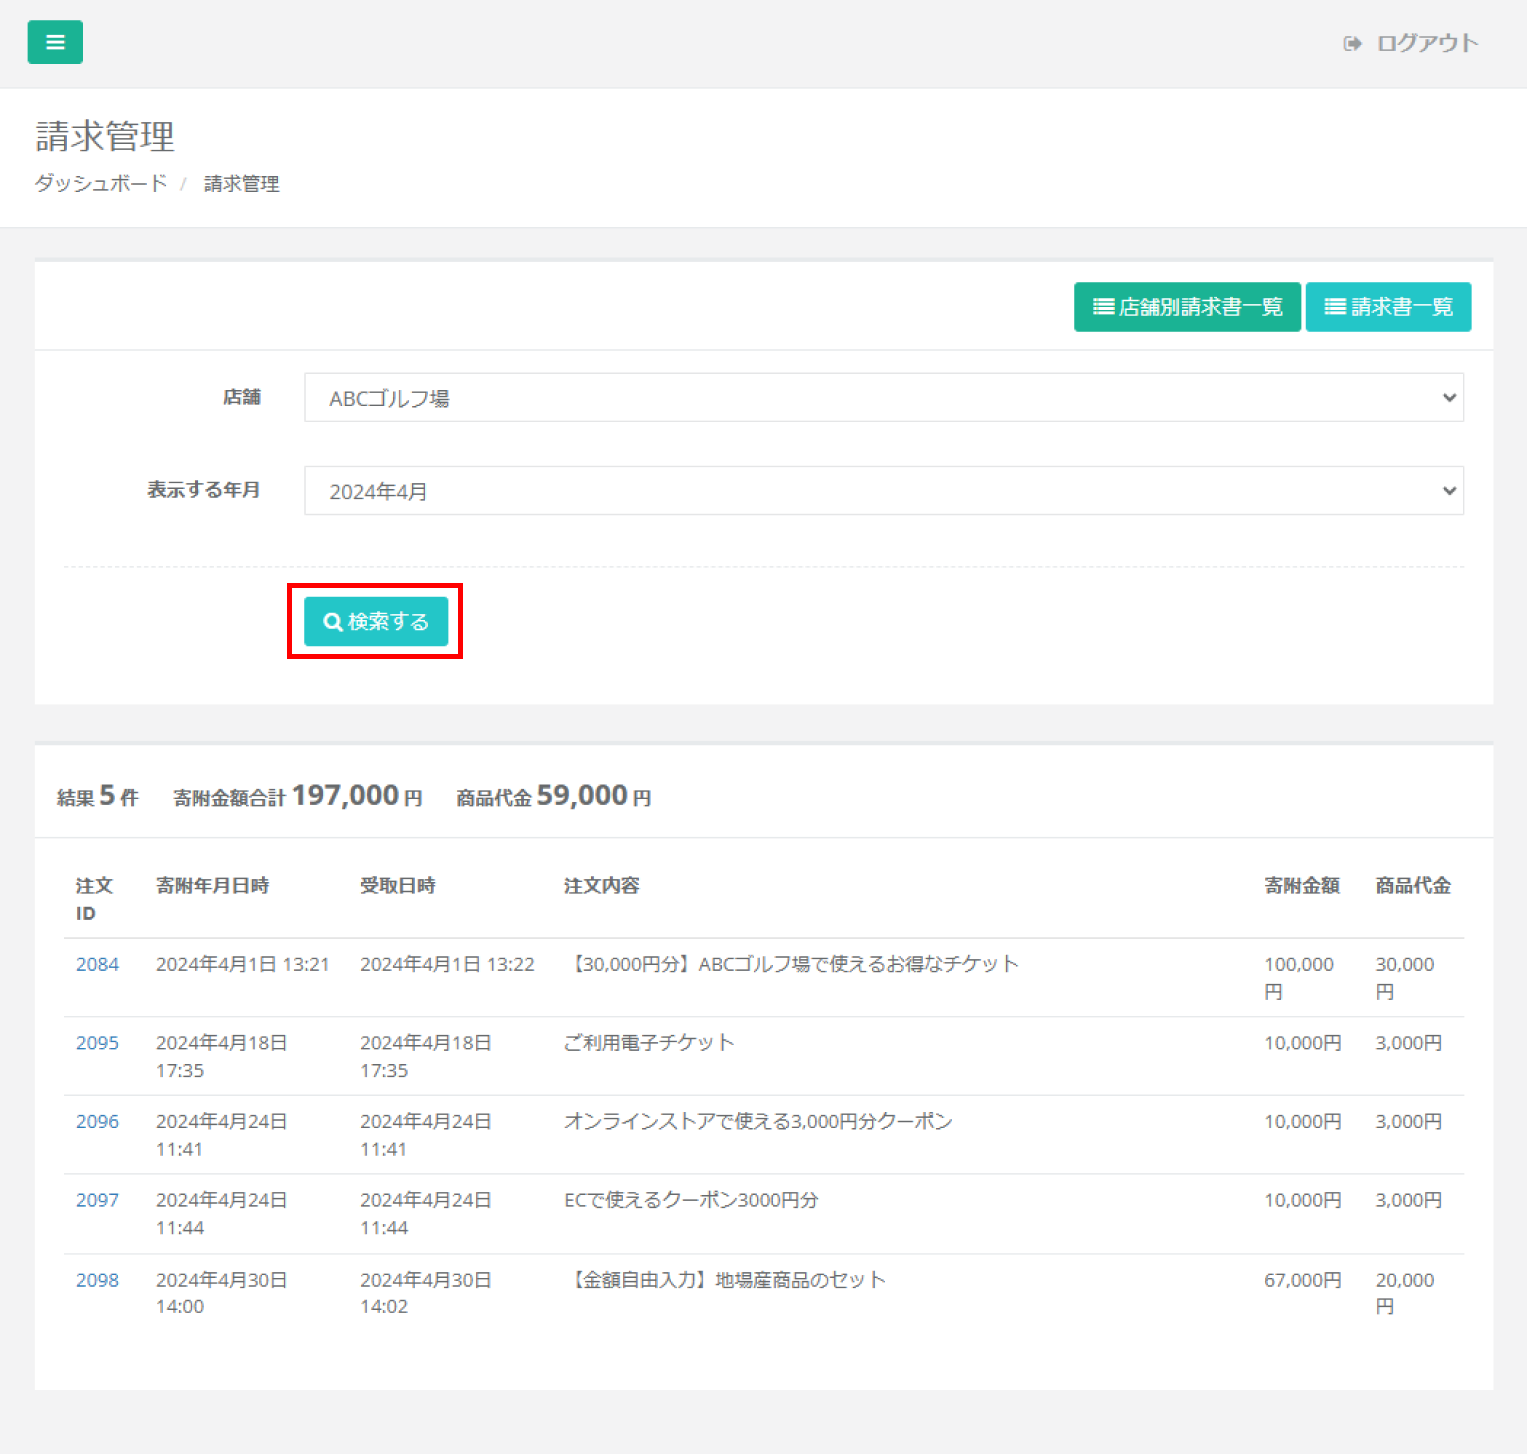 ログアウト
請求管理
ダッシュボード / 請求管理
店舗別請求書一覧 請求書一覧
店舗 ABCゴルフ場
表示する年月 2024年4月
検索する
結果 5 件 寄附金額合計 197,000 円 商品代金 59,000 円
注文ID 寄附年月日時 受取日時 注文内容 寄附金額 商品代金
2084 2024年4月1日 13:21 2024年4月1日 13:22 【30,000円分】ABCゴルフ場で使えるお得なチケット 100,000円 30,000円
2095 2024年4月18日 17:35 2024年4月18日 17:35 ご利用電子チケット 10,000円 3,000円
2096 2024年4月24日 11:41 2024年4月24日 11:41 オンラインストアで使える3,000円分クーポン 10,000円 3,000円
2097 2024年4月24日 11:44 2024年4月24日 11:44 ECで使えるクーポン3000円分 10,000円 3,000円
2098 2024年4月30日 14:00 2024年4月30日 14:02 【金額自由入力】地場産商品のセット 67,000円 20,000円